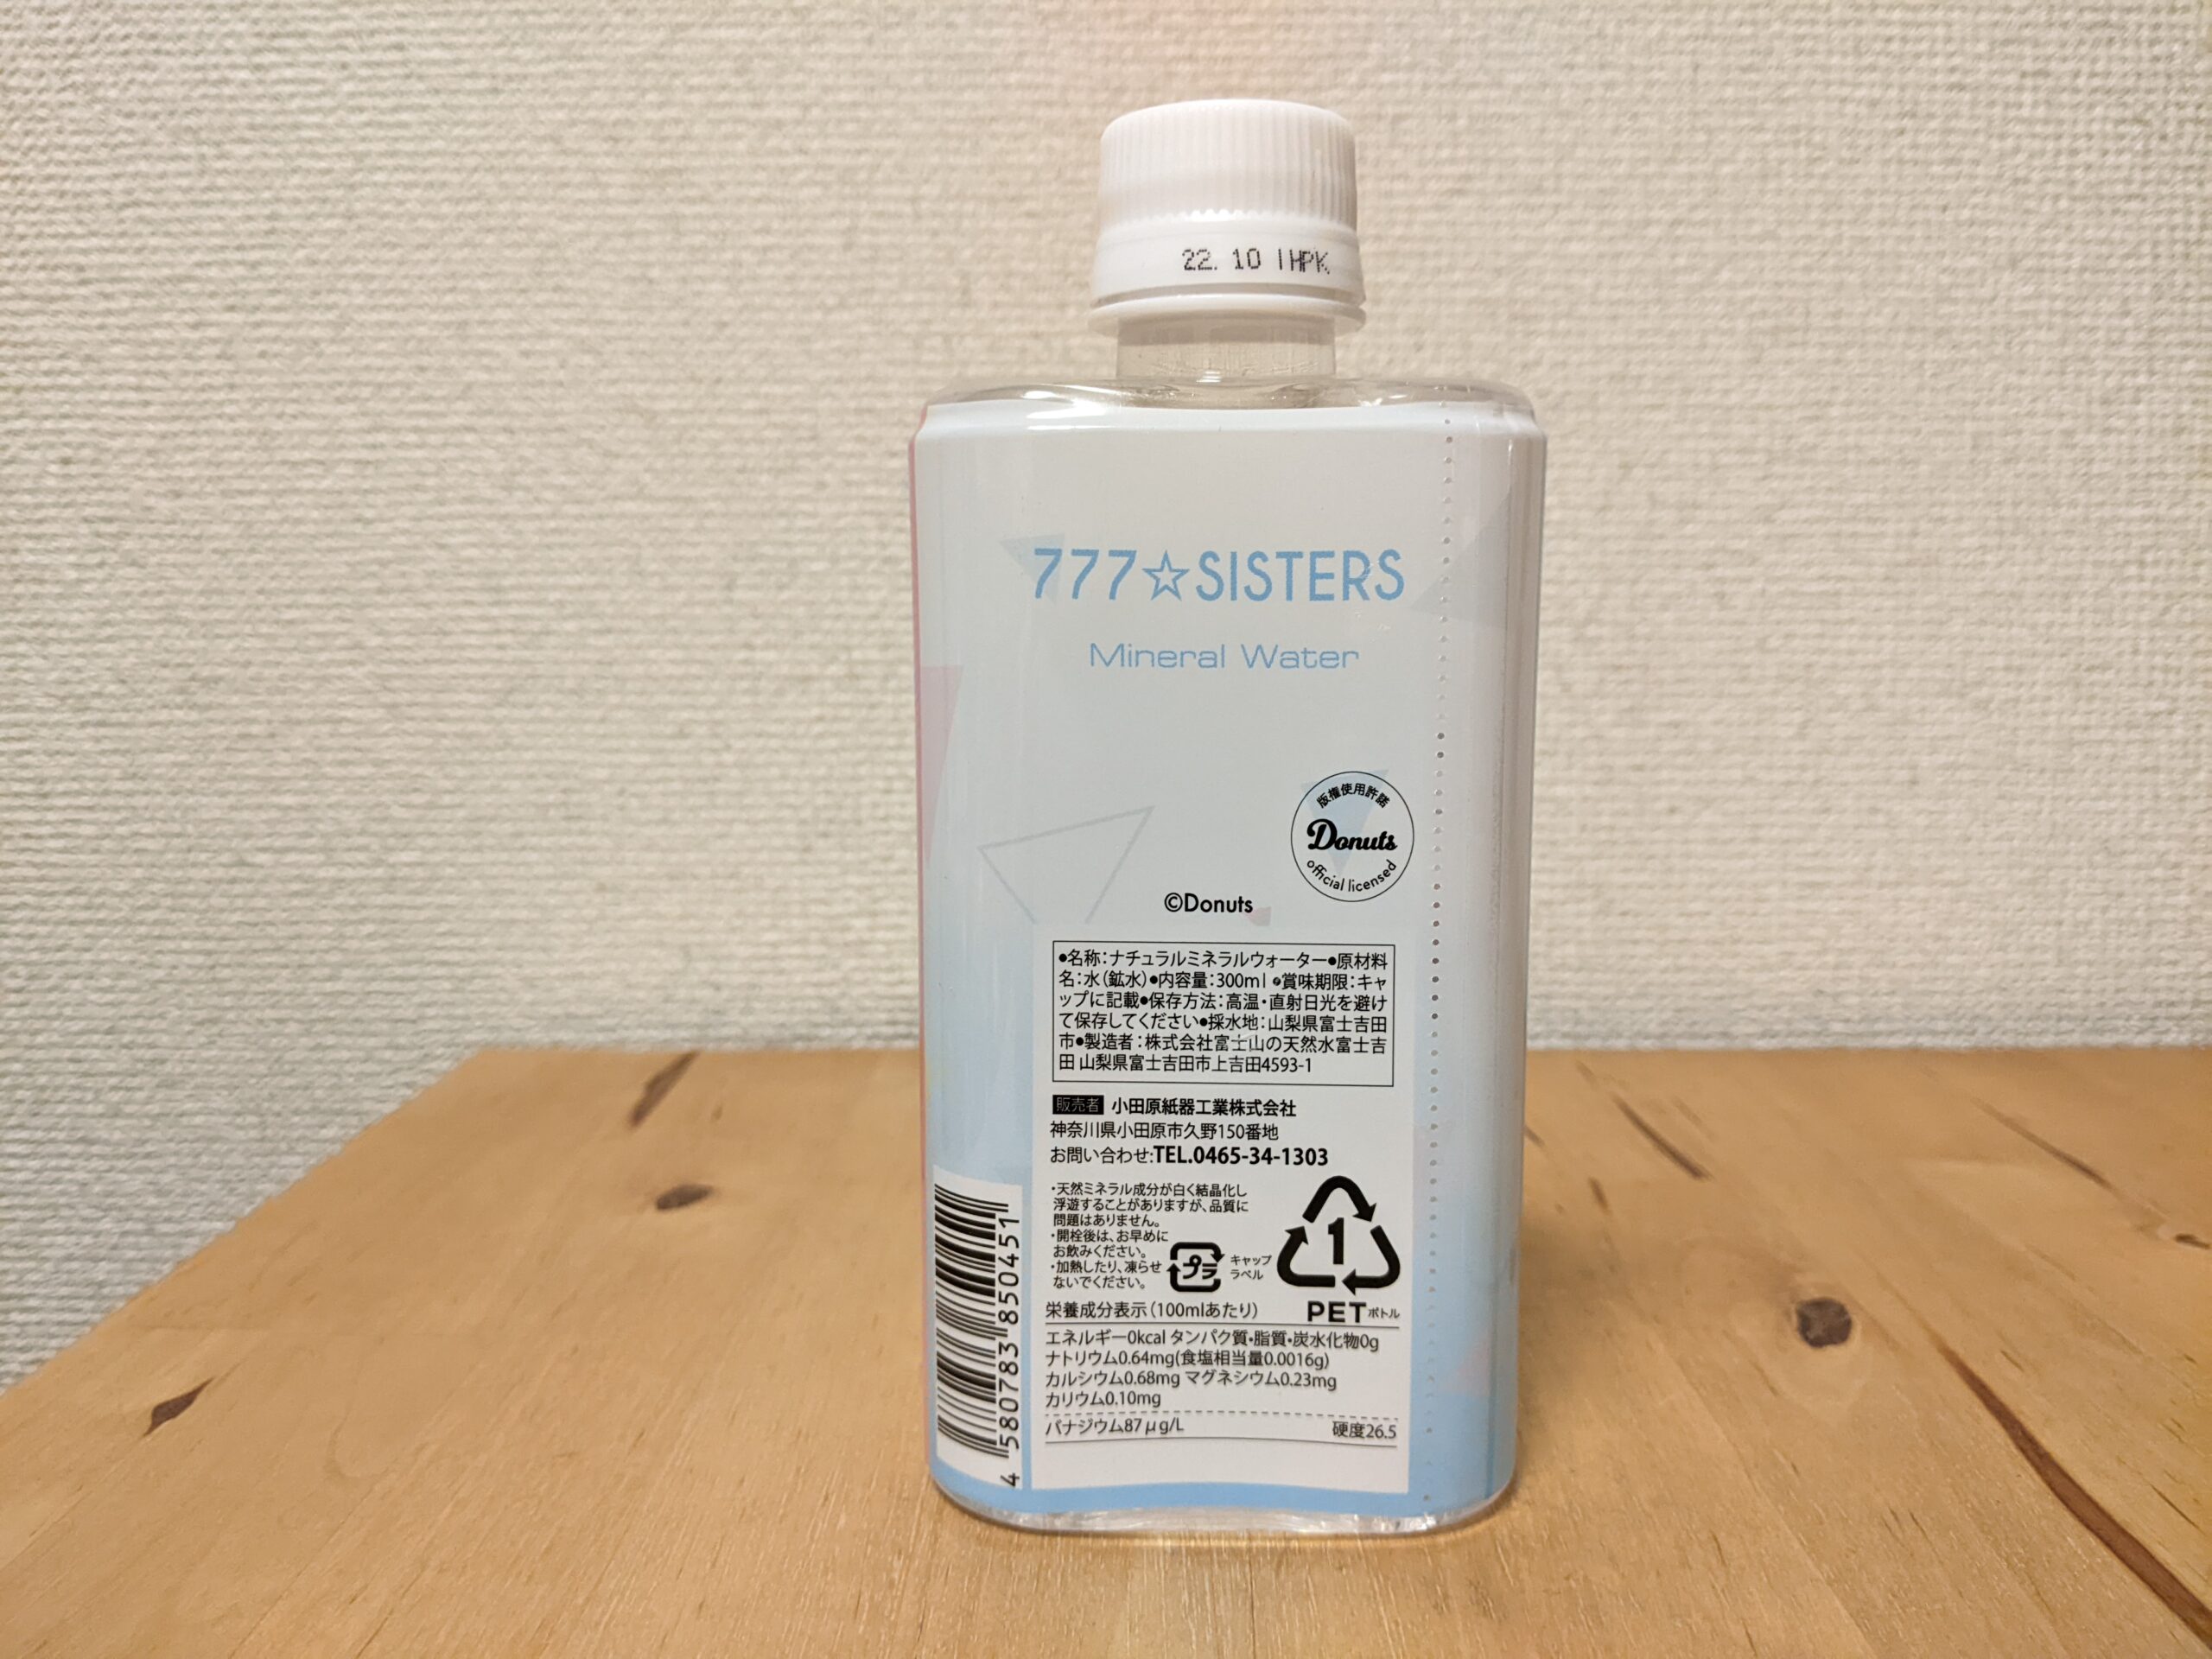 22. 10 IHPK
777☆SISTERS
Mineral Water
版権使用許諾
Donuts
official licensed
©Donuts
●名称:ナチュラルミネラルウォーター●原材料
名:水(鉱水)●内容量:300ml●賞味期限:キャ
ップに記載●保存方法:高温・直射日光を避け
て保存してください●採水地:山梨県富士吉田
市●製造者:株式会社富士山の天然水富士吉
田 山梨県富士吉田市上吉田4593-1
販売者 小田原紙器工業株式会社
神奈川県小田原市久野150番地
お問い合わせ:TEL.0465-34-1303
・天然ミネラル成分が白く結晶化し
浮遊することがありますが、品質に
問題はありません。
・開栓後は、お早めに
お飲みください。
・加熱したり、凍らせ
ないでください。
プラ
キャップ
ラベル
1
PETボトル
栄養成分表示(100mlあたり)
エネルギー0kcal タンパク質・脂質・炭水化物0g
ナトリウム0.64mg(食塩相当量0.0016g)
カルシウム0.68mg マグネシウム0.23mg
カリウム0.10mg
バナジウム87μg/L 硬度26.5
4 580783 850451